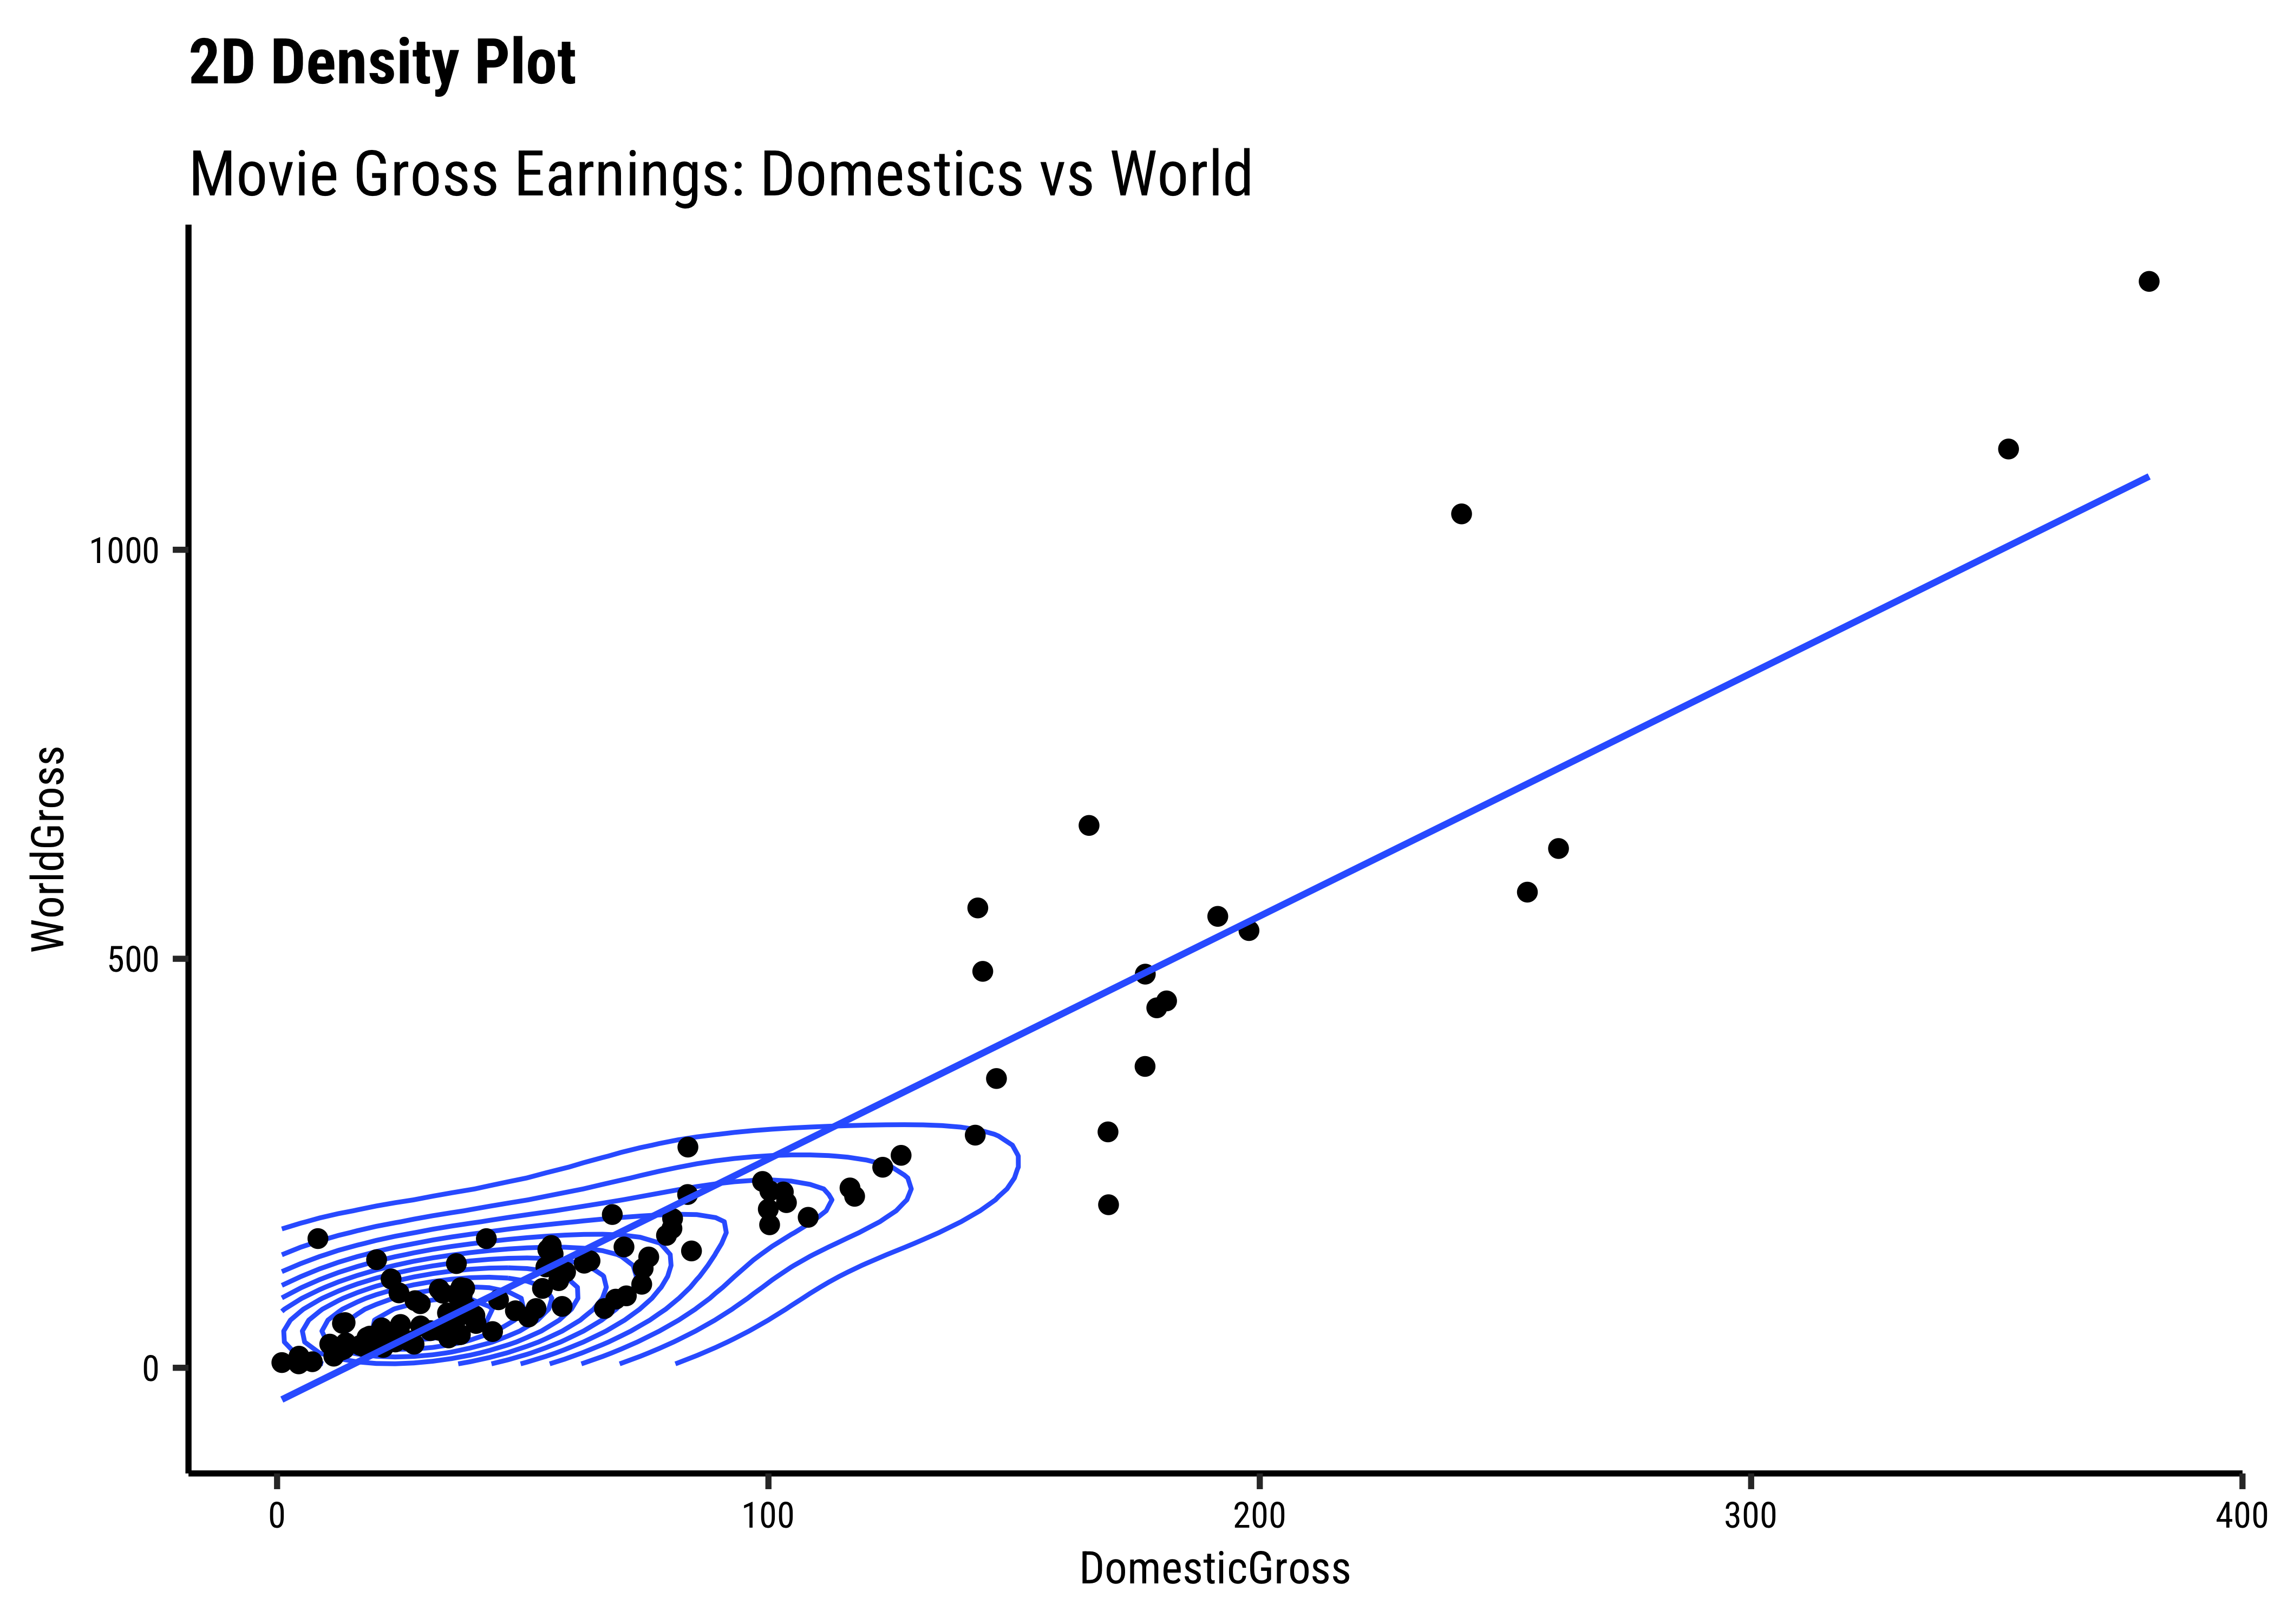 2D Density Plot
Movie Gross Earnings: Domestics vs World
WorldGross
1000
500
0
0 100 200 300 400
DomesticGross